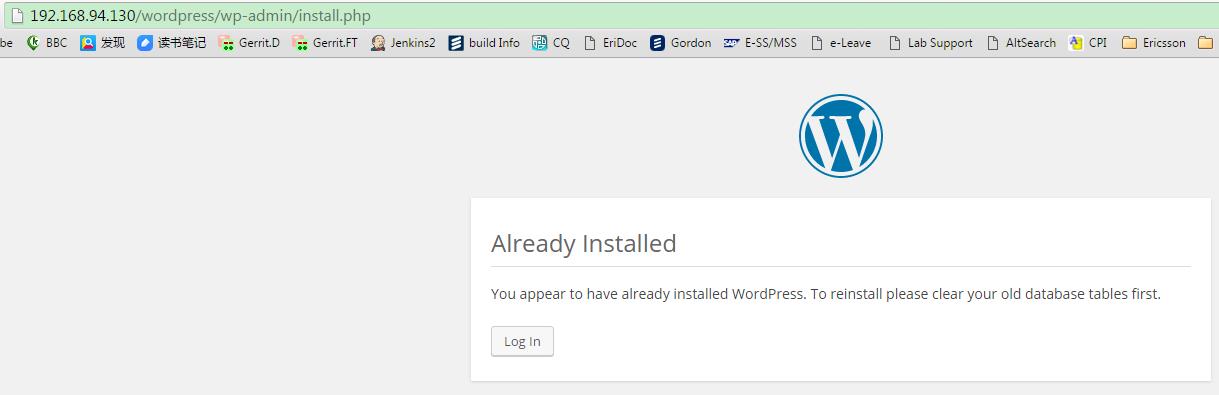 192.168.94.130/wordpress/wp-admin/install.php
be BBC 发现 读书笔记 Gerrit.D Gerrit.FT Jenkins2 build Info CQ EriDoc Gordon E-SS/MSS e-Leave Lab Support AltSearch CPI Ericsson
Already Installed
You appear to have already installed WordPress. To reinstall please clear your old database tables first.
Log In